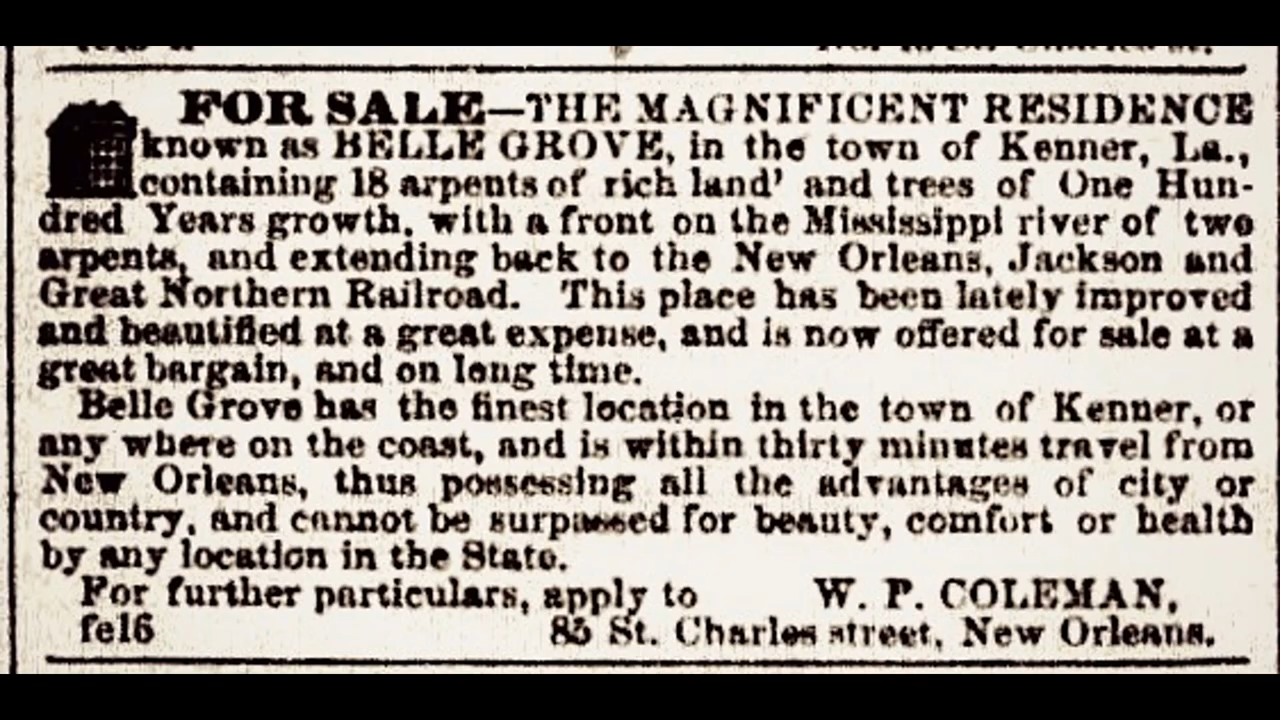 FOR SALE—THE MAGNIFICENT RESIDENCE
known as BELLE GROVE, in the town of Kenner, La.,
containing 18 arpents of rich land' and trees of One Hun-
dred Years growth, with a front on the Mississippi river of two
arpents, and extending back to the New Orleans, Jackson and
Great Northern Railroad. This place has been lately improved
and beautified at a great expense, and is now offered for sale at a
great bargain, and on long time.
Belle Grove has the finest location in the town of Kenner, or
any where on the coast, and is within thirty minutes travel from
New Orleans, thus possessing all the advantages of city or
country, and cannot be surpassed for beauty, comfort or health
by any location in the State.
For further particulars, apply to W. P. COLEMAN,
fe16 85 St. Charles street, New Orleans.